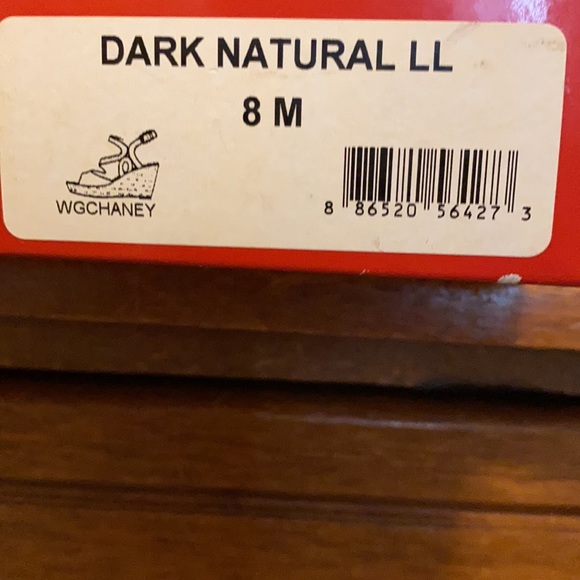 DARK NATURAL LL
8 M
WGCHANEY
8 86520 56427 3